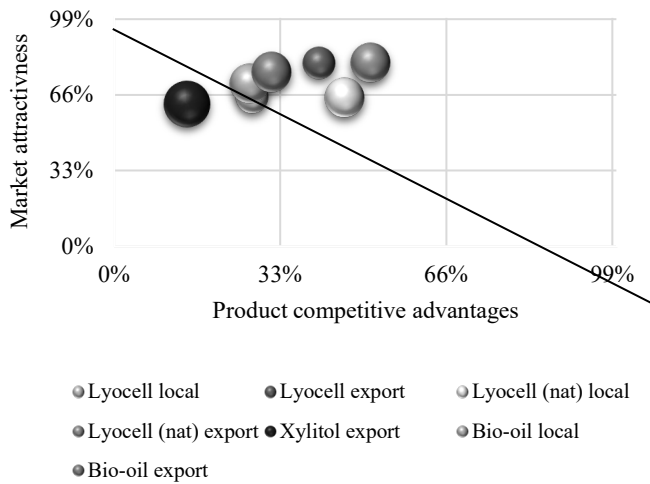 Market attractivness
99%
66%
33%
0%
0% 33% 66% 99%
Product competitive advantages
Lyocell local Lyocell export Lyocell (nat) local
Lyocell (nat) export Xylitol export Bio-oil local
Bio-oil export